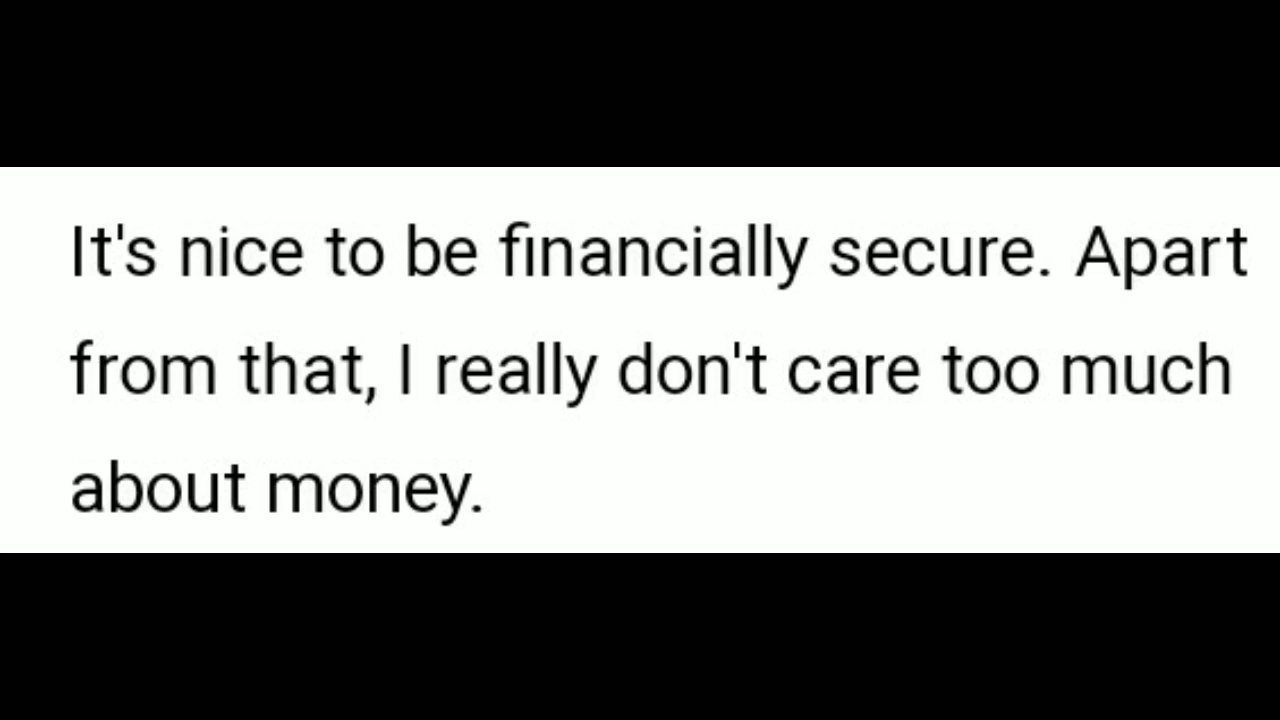 It's nice to be financially secure. Apart
from that, I really don't care too much
about money.